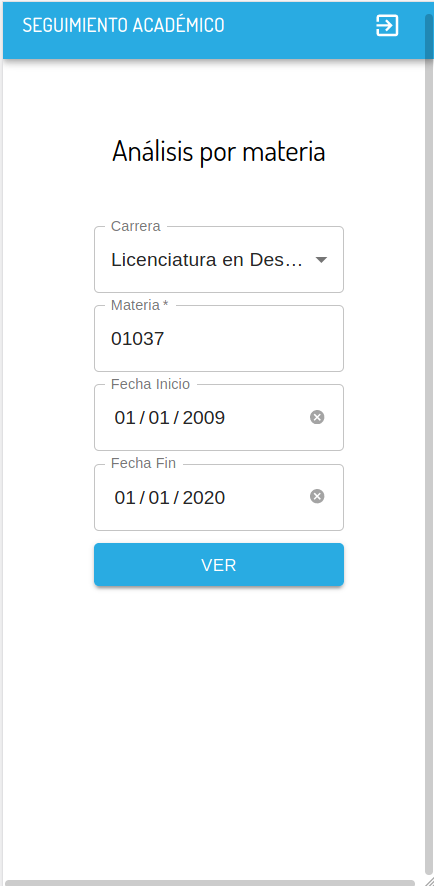 SEGUIMIENTO ACADÉMICO
Análisis por materia
Carrera
Licenciatura en Des...
Materia *
01037
Fecha Inicio
01/01/2009
Fecha Fin
01/01/2020
VER